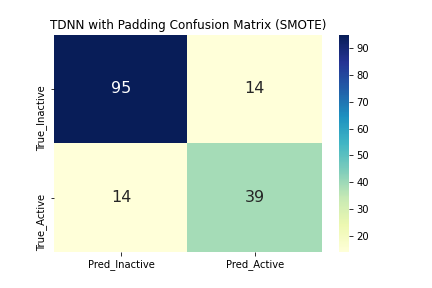 TDNN with Padding Confusion Matrix (SMOTE)
True_Inactive
95
14
True_Active
14
39
Pred_Inactive
Pred_Active
90
80
70
60
50
40
30
20